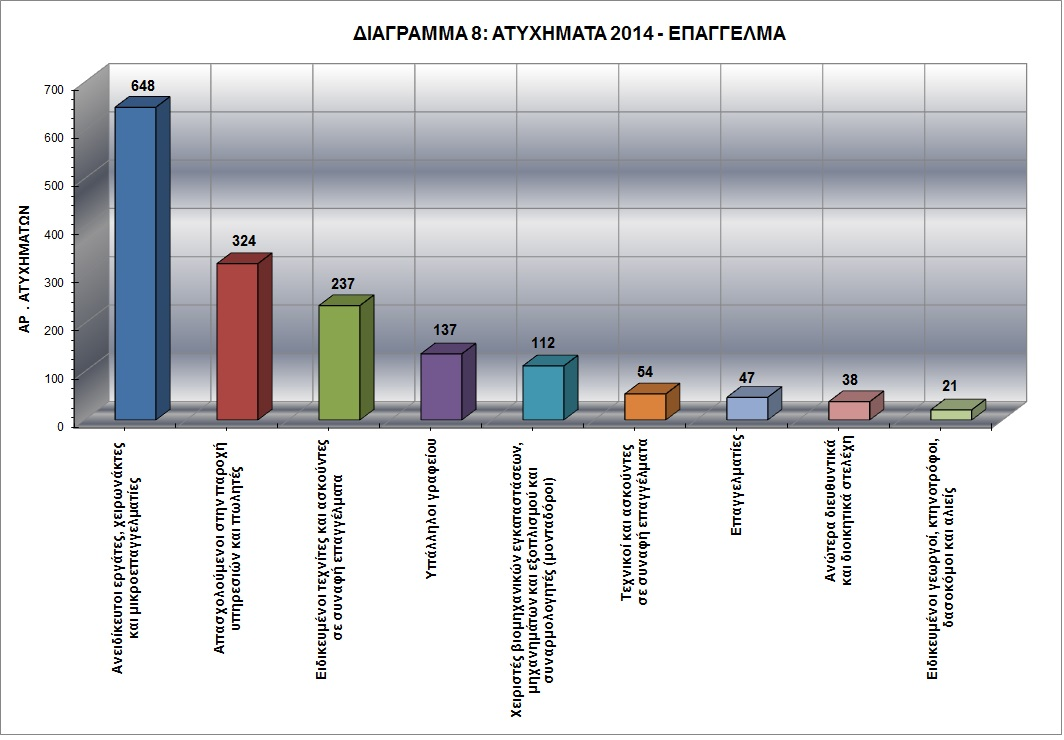 ΔΙΑΓΡΑΜΜΑ 8: ΑΤΥΧΗΜΑΤΑ 2014 - ΕΠΑΓΓΕΛΜΑ
ΑΡ . ΑΤΥΧΗΜΑΤΩΝ
700
600
500
400
300
200
100
0
648
324
237
137
112
54
47
38
21
Ανειδίκευτοι εργάτες, χειρωνάκτες
και μικροεπαγγελματίες
Απασχολούμενοι στην παροχή
υπηρεσιών και πωλητές
Ειδικευμένοι τεχνίτες και ασκούντες
σε συναφή επαγγέλματα
Υπάλληλοι γραφείου
Χειριστές βιομηχανικών εγκαταστάσεων,
μηχανημάτων και εξοπλισμού και
συναρμολογητές (μονταδόροι)
Τεχνικοί και ασκούντες
σε συναφή επαγγέλματα
Επαγγελματίες
Ανώτερα διευθυντικά
και διοικητικά στελέχη
Ειδικευμένοι γεωργοί, κτηνοτρόφοι,
δασοκόμοι και αλιείς